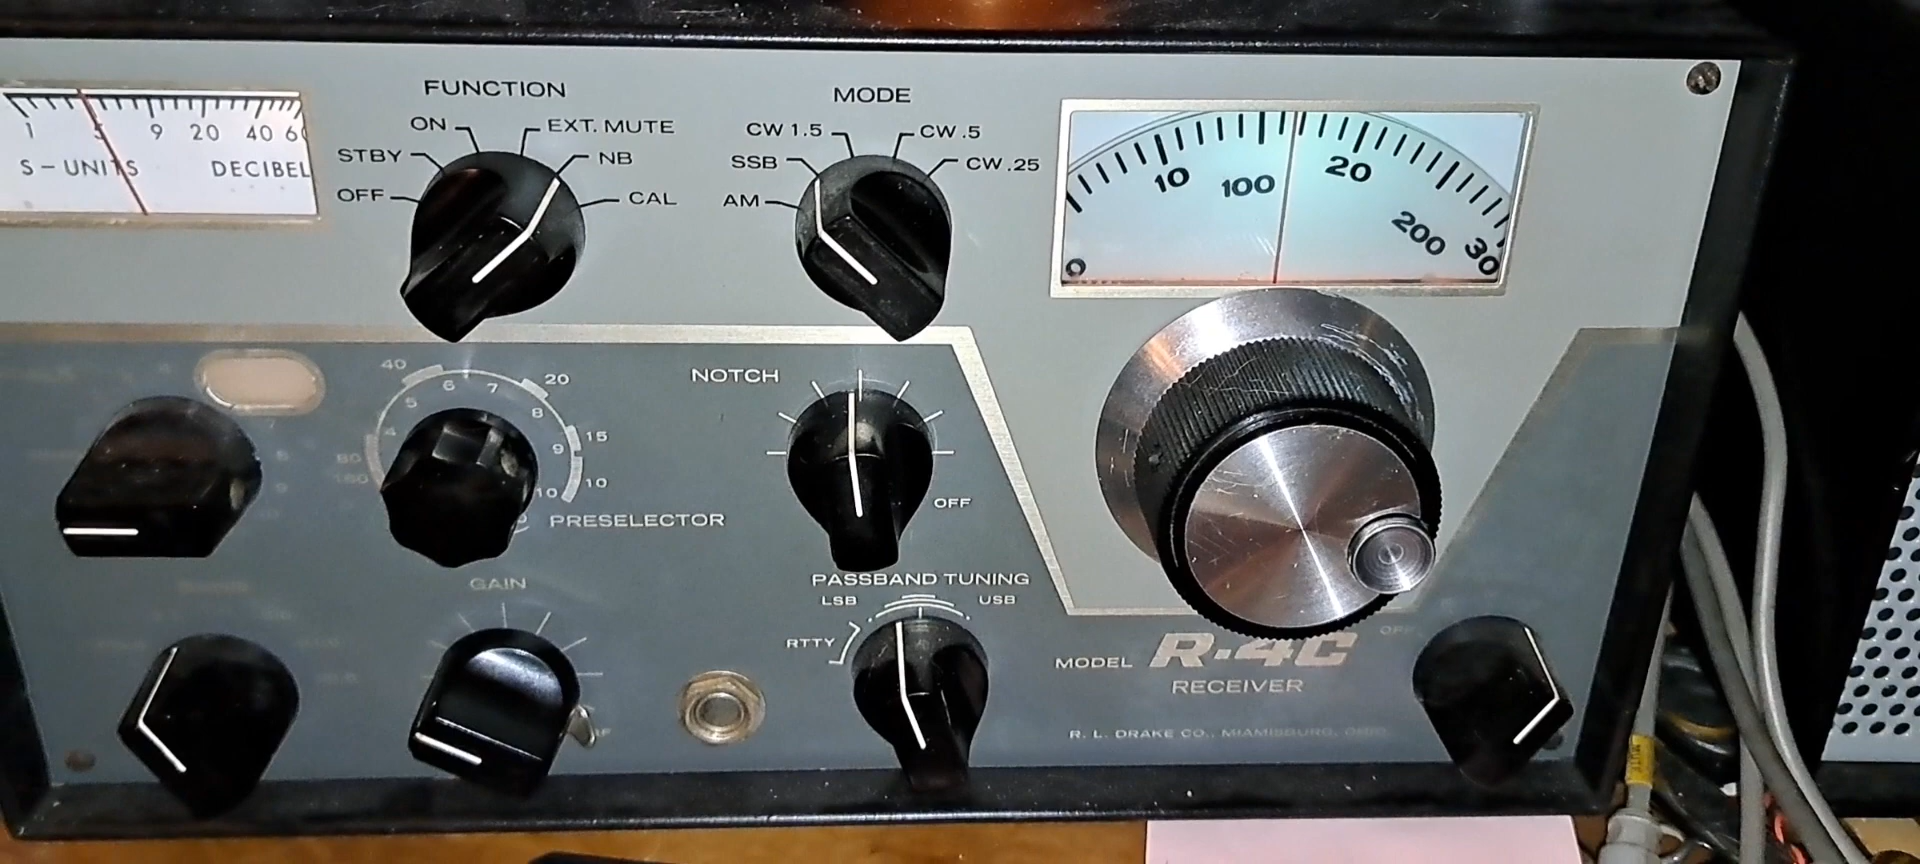 FUNCTION
OFF
STBY
ON
EXT. MUTE
NB
CAL
MODE
AM
SSB
CW 1.5
CW .5
CW .25
1 5 9 20 40 60
S-UNITS DECIBEL
0 10 20 30
100 200
40 20 15 10
80
160
4 5 6 7 8 9 10
PRESELECTOR
NOTCH
OFF
GAIN
PASSBAND TUNING
LSB USB
RTTY
MODEL R-4C
RECEIVER
OFF
R. L. DRAKE CO., MIAMISBURG, OHIO